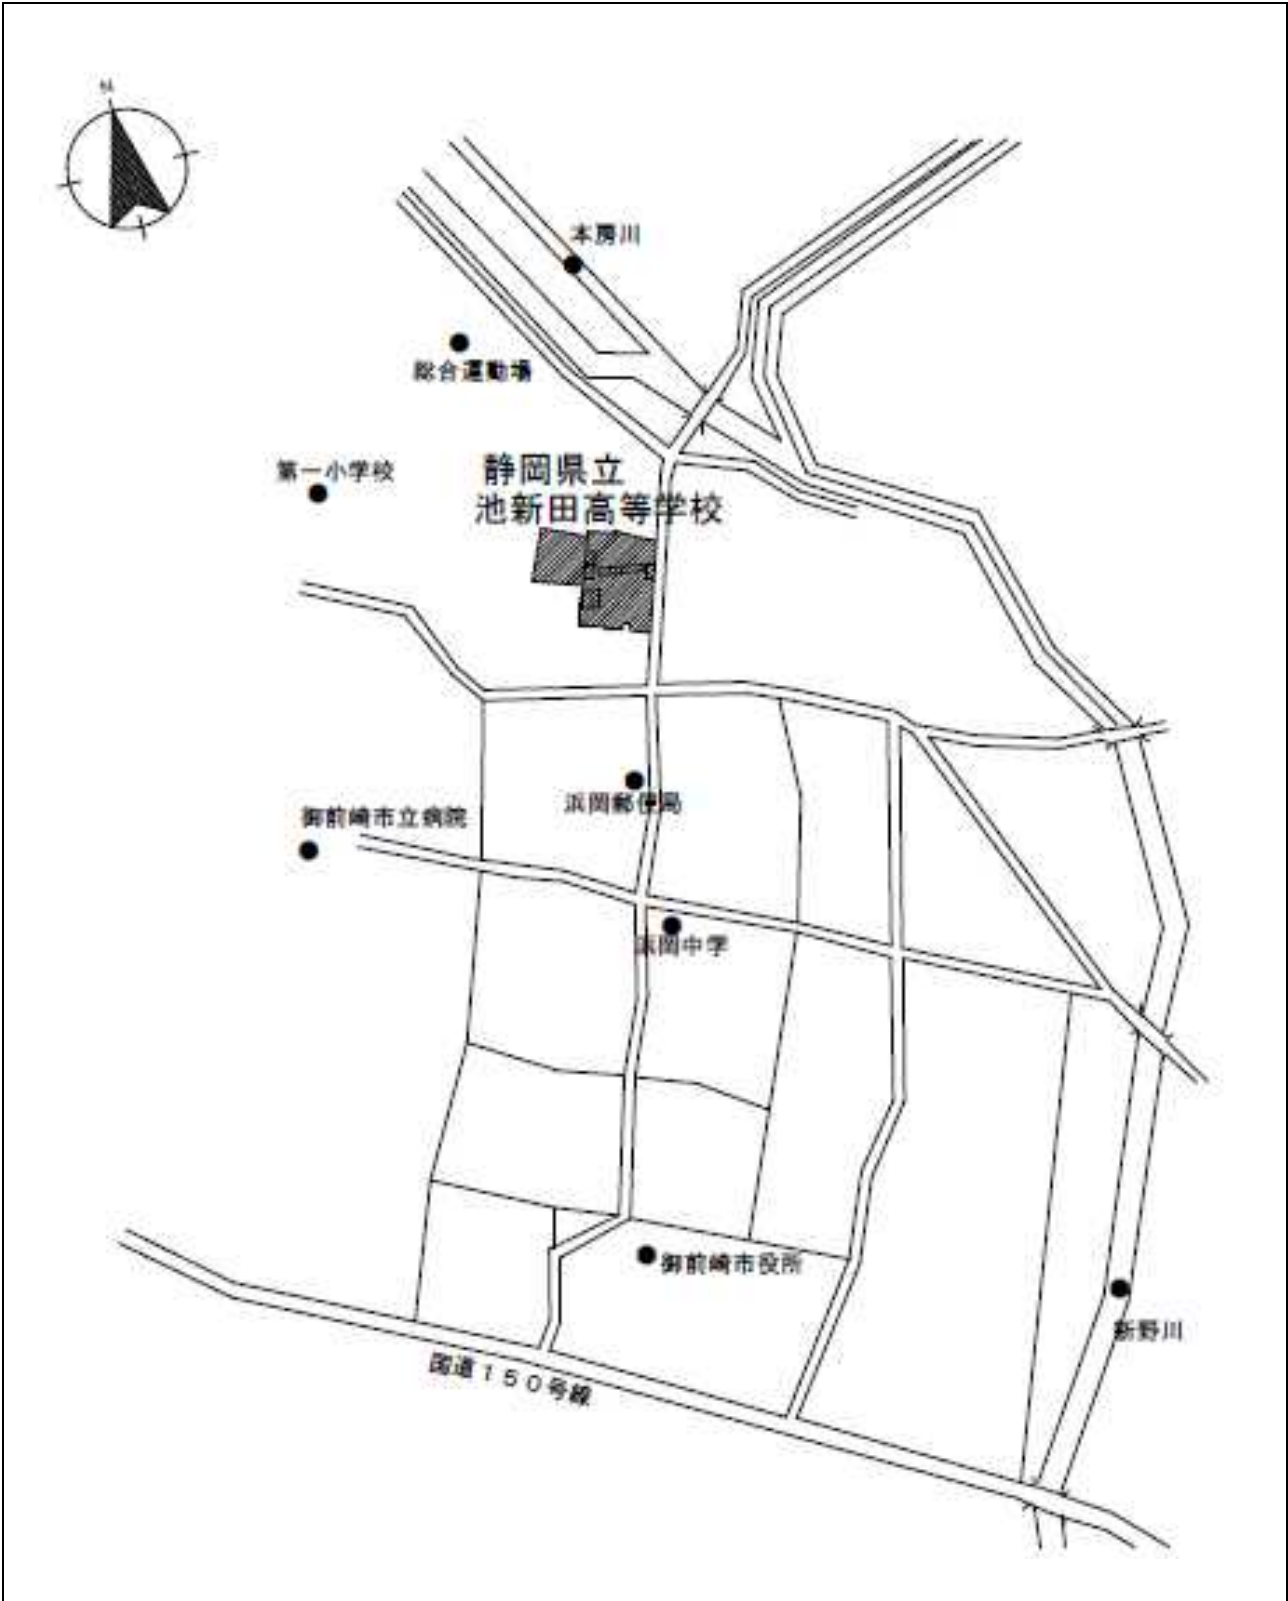 本房川
総合運動場
静岡県立
第一小学校
池新田高等学校
浜岡郵便局
御前崎市立病院
浜岡中学
御前崎市役所
新野川
国道150号線